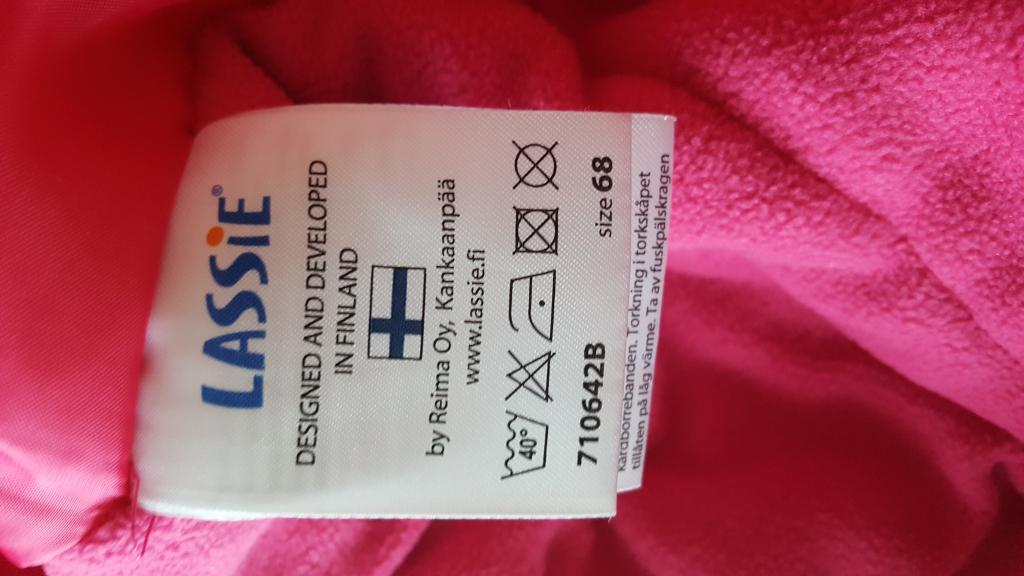 LASSiE®
DESIGNED AND DEVELOPED
IN FINLAND
by Reima Oy, Kankaanpää
www.lassie.fi
40°
710642B size 68
Kardborrebanden. Torkning i torkskåpet
tillåten på låg värme. Ta av fuskpälskragen